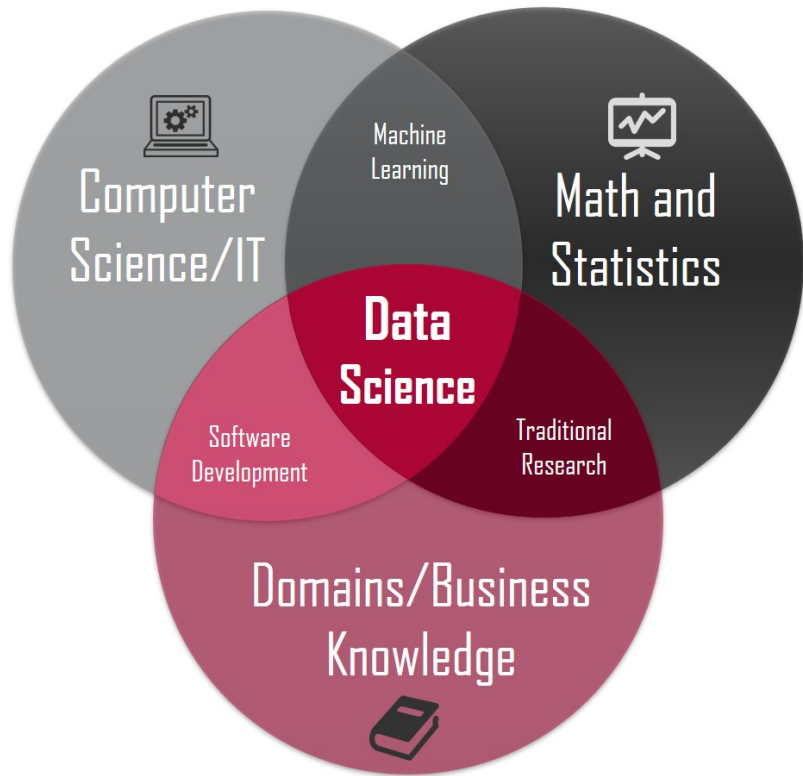 Machine
Learning
Computer
Science/IT
Math and
Statistics
Data
Science
Software
Development
Traditional
Research
Domains/Business
Knowledge